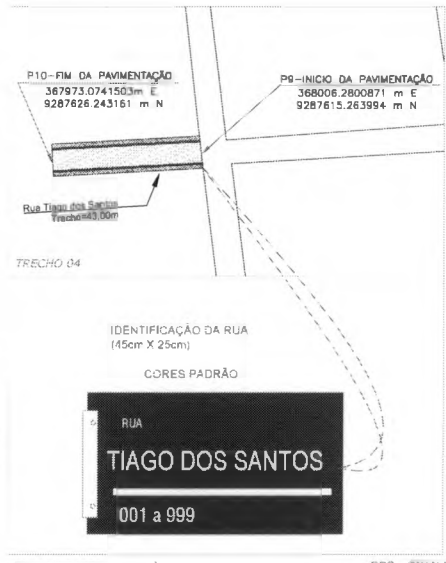 P10-FIM DA PAVIMENTAÇÃO
367973.0741503m E
9287626.243161 m N
P9-INICIO DA PAVIMENTAÇÃO
368006.2800871 m E
9287615.263994 m N
Rua Tiago dos Santos
Trecho=43,00m
TRECHO 04
IDENTIFICAÇÃO DA RUA
(45cm X 25cm)
CORES PADRÃO
RUA
TIAGO DOS SANTOS
001 a 999